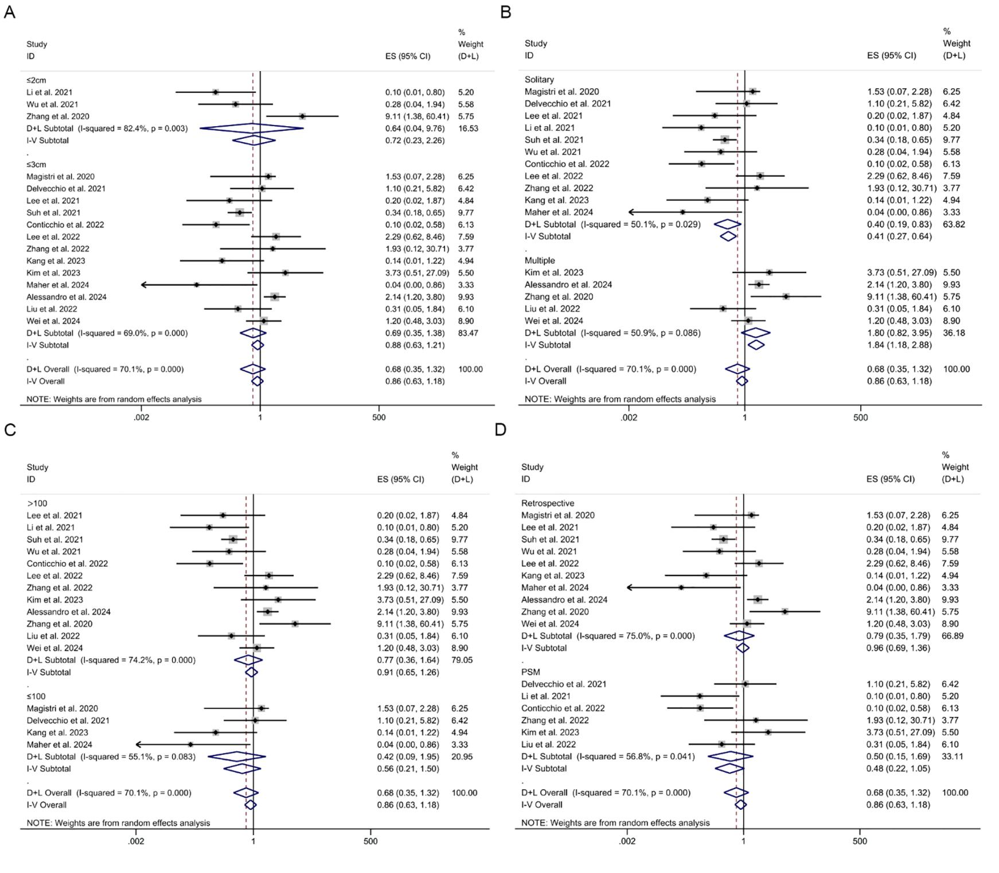 A
%
Study Weight
ID ES (95% CI) (D+L)
≤2cm
Li et al. 2021 0.10 (0.01, 0.80) 5.20
Wu et al. 2021 0.28 (0.04, 1.94) 5.58
Zhang et al. 2020 9.11 (1.38, 60.41) 5.75
D+L Subtotal (I-squared = 82.4%, p = 0.003) 0.64 (0.04, 9.76) 16.53
I-V Subtotal 0.72 (0.23, 2.26)
.
≤3cm
Magistri et al. 2020 1.53 (0.07, 2.28) 6.25
Delvecchio et al. 2021 1.10 (0.21, 5.82) 6.42
Lee et al. 2021 0.20 (0.02, 1.87) 4.84
Suh et al. 2021 0.34 (0.18, 0.65) 9.77
Conticchio et al. 2022 0.10 (0.02, 0.58) 6.13
Lee et al. 2022 2.29 (0.62, 8.46) 7.59
Zhang et al. 2022 1.93 (0.12, 30.71) 3.77
Kang et al. 2023 0.14 (0.01, 1.22) 4.94
Kim et al. 2023 3.73 (0.51, 27.09) 5.50
Maher et al. 2024 0.04 (0.00, 0.86) 3.33
Alessandro et al. 2024 2.14 (1.20, 3.80) 9.93
Liu et al. 2022 0.31 (0.05, 1.84) 6.10
Wei et al. 2024 1.20 (0.48, 3.03) 8.90
D+L Subtotal (I-squared = 69.0%, p = 0.000) 0.69 (0.35, 1.38) 83.47
I-V Subtotal 0.88 (0.63, 1.21)
.
D+L Overall (I-squared = 70.1%, p = 0.000) 0.68 (0.35, 1.32) 100.00
I-V Overall 0.86 (0.63, 1.18)
NOTE: Weights are from random effects analysis
.002 1 500
B
%
Study Weight
ID ES (95% CI) (D+L)
Solitary
Magistri et al. 2020 1.53 (0.07, 2.28) 6.25
Delvecchio et al. 2021 1.10 (0.21, 5.82) 6.42
Lee et al. 2021 0.20 (0.02, 1.87) 4.84
Li et al. 2021 0.10 (0.01, 0.80) 5.20
Suh et al. 2021 0.34 (0.18, 0.65) 9.77
Wu et al. 2021 0.28 (0.04, 1.94) 5.58
Conticchio et al. 2022 0.10 (0.02, 0.58) 6.13
Lee et al. 2022 2.29 (0.62, 8.46) 7.59
Zhang et al. 2022 1.93 (0.12, 30.71) 3.77
Kang et al. 2023 0.14 (0.01, 1.22) 4.94
Maher et al. 2024 0.04 (0.00, 0.86) 3.33
D+L Subtotal (I-squared = 50.1%, p = 0.029) 0.40 (0.19, 0.83) 63.82
I-V Subtotal 0.41 (0.27, 0.64)
.
Multiple
Kim et al. 2023 3.73 (0.51, 27.09) 5.50
Alessandro et al. 2024 2.14 (1.20, 3.80) 9.93
Zhang et al. 2020 9.11 (1.38, 60.41) 5.75
Liu et al. 2022 0.31 (0.05, 1.84) 6.10
Wei et al. 2024 1.20 (0.48, 3.03) 8.90
D+L Subtotal (I-squared = 50.9%, p = 0.086) 1.80 (0.82, 3.95) 36.18
I-V Subtotal 1.84 (1.18, 2.88)
.
D+L Overall (I-squared = 70.1%, p = 0.000) 0.68 (0.35, 1.32) 100.00
I-V Overall 0.86 (0.63, 1.18)
NOTE: Weights are from random effects analysis
.002 1 500
C
%
Study Weight
ID ES (95% CI) (D+L)
>100
Lee et al. 2021 0.20 (0.02, 1.87) 4.84
Li et al. 2021 0.10 (0.01, 0.80) 5.20
Suh et al. 2021 0.34 (0.18, 0.65) 9.77
Wu et al. 2021 0.28 (0.04, 1.94) 5.58
Conticchio et al. 2022 0.10 (0.02, 0.58) 6.13
Lee et al. 2022 2.29 (0.62, 8.46) 7.59
Zhang et al. 2022 1.93 (0.12, 30.71) 3.77
Kim et al. 2023 3.73 (0.51, 27.09) 5.50
Alessandro et al. 2024 2.14 (1.20, 3.80) 9.93
Zhang et al. 2020 9.11 (1.38, 60.41) 5.75
Liu et al. 2022 0.31 (0.05, 1.84) 6.10
Wei et al. 2024 1.20 (0.48, 3.03) 8.90
D+L Subtotal (I-squared = 74.2%, p = 0.000) 0.77 (0.36, 1.64) 79.05
I-V Subtotal 0.91 (0.65, 1.26)
.
≤100
Magistri et al. 2020 1.53 (0.07, 2.28) 6.25
Delvecchio et al. 2021 1.10 (0.21, 5.82) 6.42
Kang et al. 2023 0.14 (0.01, 1.22) 4.94
Maher et al. 2024 0.04 (0.00, 0.86) 3.33
D+L Subtotal (I-squared = 55.1%, p = 0.083) 0.42 (0.09, 1.95) 20.95
I-V Subtotal 0.56 (0.21, 1.50)
.
D+L Overall (I-squared = 70.1%, p = 0.000) 0.68 (0.35, 1.32) 100.00
I-V Overall 0.86 (0.63, 1.18)
NOTE: Weights are from random effects analysis
.002 1 500
D
%
Study Weight
ID ES (95% CI) (D+L)
Retrospective
Magistri et al. 2020 1.53 (0.07, 2.28) 6.25
Lee et al. 2021 0.20 (0.02, 1.87) 4.84
Suh et al. 2021 0.34 (0.18, 0.65) 9.77
Wu et al. 2021 0.28 (0.04, 1.94) 5.58
Lee et al. 2022 2.29 (0.62, 8.46) 7.59
Kang et al. 2023 0.14 (0.01, 1.22) 4.94
Maher et al. 2024 0.04 (0.00, 0.86) 3.33
Alessandro et al. 2024 2.14 (1.20, 3.80) 9.93
Zhang et al. 2020 9.11 (1.38, 60.41) 5.75
Wei et al. 2024 1.20 (0.48, 3.03) 8.90
D+L Subtotal (I-squared = 75.0%, p = 0.000) 0.79 (0.35, 1.79) 66.89
I-V Subtotal 0.96 (0.69, 1.36)
.
PSM
Delvecchio et al. 2021 1.10 (0.21, 5.82) 6.42
Li et al. 2021 0.10 (0.01, 0.80) 5.20
Conticchio et al. 2022 0.10 (0.02, 0.58) 6.13
Zhang et al. 2022 1.93 (0.12, 30.71) 3.77
Kim et al. 2023 3.73 (0.51, 27.09) 5.50
Liu et al. 2022 0.31 (0.05, 1.84) 6.10
D+L Subtotal (I-squared = 56.8%, p = 0.041) 0.50 (0.15, 1.69) 33.11
I-V Subtotal 0.48 (0.22, 1.05)
.
D+L Overall (I-squared = 70.1%, p = 0.000) 0.68 (0.35, 1.32) 100.00
I-V Overall 0.86 (0.63, 1.18)
NOTE: Weights are from random effects analysis
.002 1 500